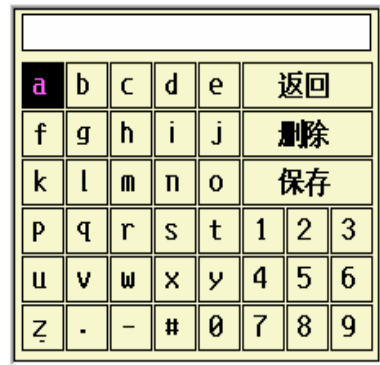 a b c d e 返回
f g h i j 删除
k l m n o 保存
p q r s t 1 2 3
u v w x y 4 5 6
z . - # 0 7 8 9